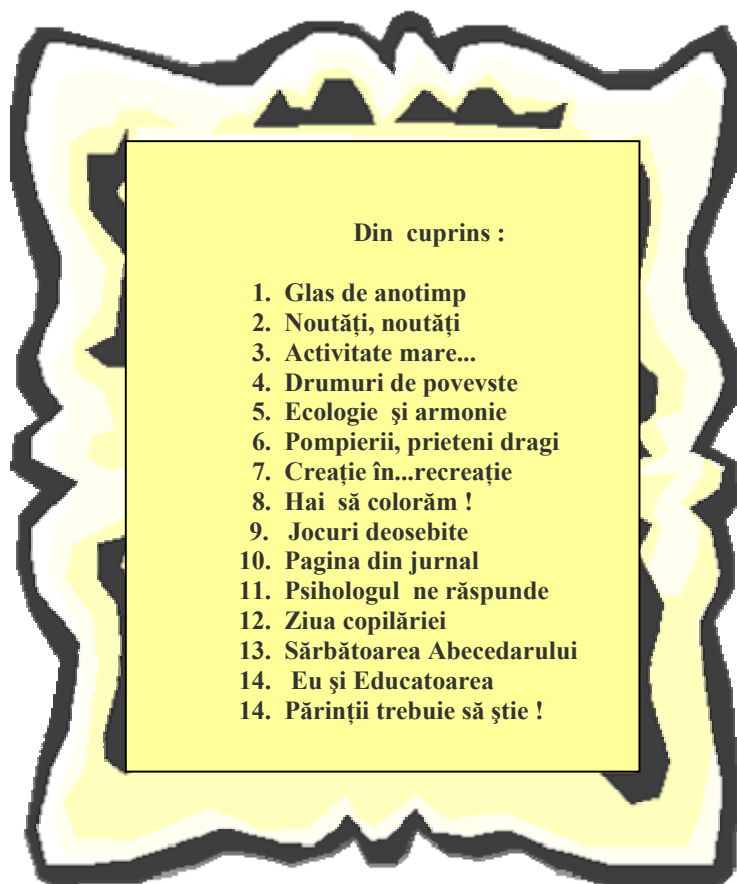 Din cuprins :
1. Glas de anotimp
2. Noutăți, noutăți
3. Activitate mare...
4. Drumuri de povevste
5. Ecologie şi armonie
6. Pompierii, prieteni dragi
7. Creație în...recreație
8. Hai să colorăm !
9. Jocuri deosebite
10. Pagina din jurnal
11. Psihologul ne răspunde
12. Ziua copilăriei
13. Sărbătoarea Abecedarului
14. Eu şi Educatoarea
14. Părinții trebuie să ştie !